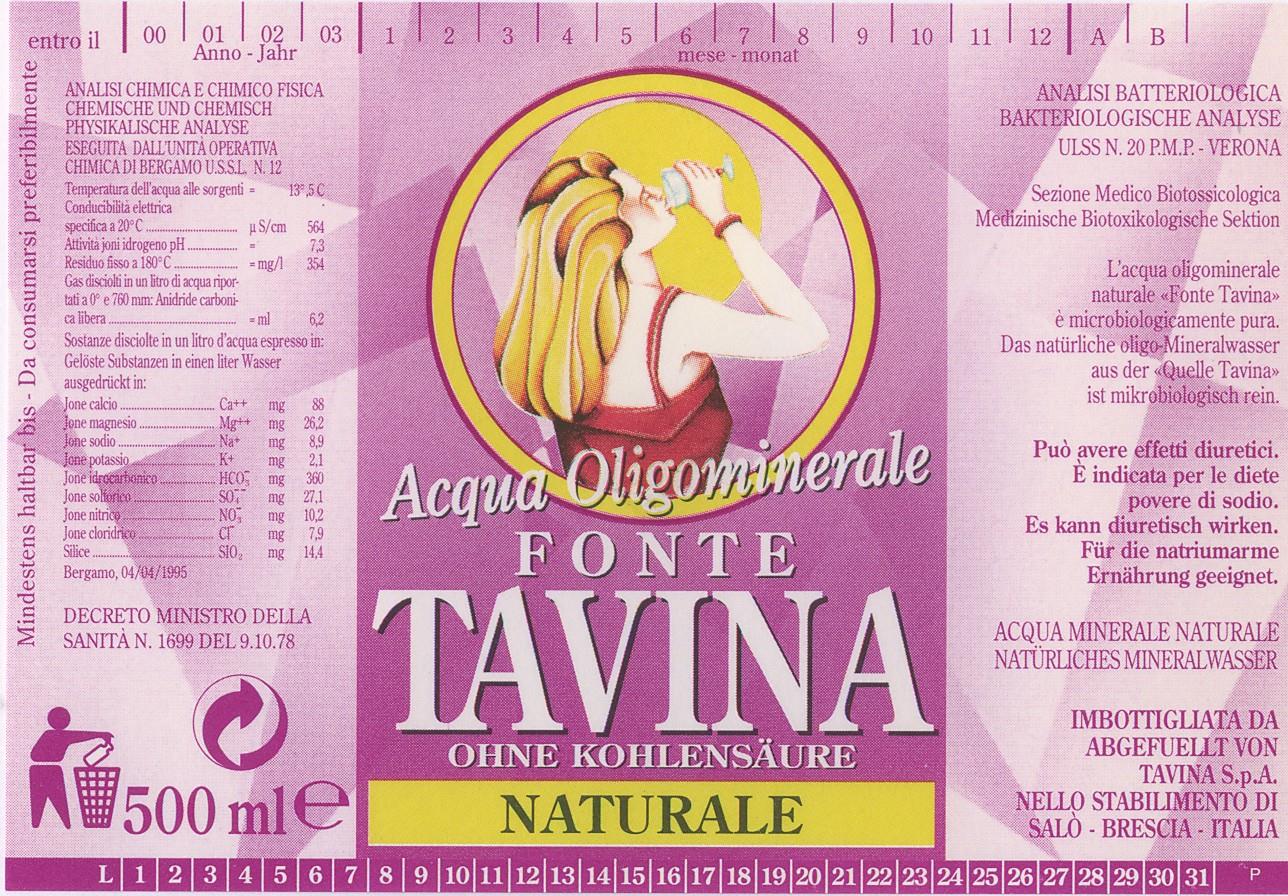 entro il 00 01 02 03 1 2 3 4 5 6 7 8 9 10 11 12 A B
Anno - Jahr mese - monat
Mindestens haltbar bis - Da consumarsi preferibilmente
ANALISI CHIMICA E CHIMICO FISICA
CHEMISCHE UND CHEMISCH
PHYSIKALISCHE ANALYSE
ESEGUITA DALL'UNITÀ OPERATIVA
CHIMICA DI BERGAMO U.S.S.L. N. 12
Temperatura dell'acqua alle sorgenti = 13°,5 C
Conducibilità elettrica
specifica a 20° C ........ µ S/cm 564
Attività joni idrogeno pH ........ = 7,3
Residuo fisso a 180° C ........ = mg/l 354
Gas disciolti in un litro di acqua ripor-
tati a 0° e 760 mm: Anidride carboni-
ca libera ........ = ml 6,2
Sostanze disciolte in un litro d'acqua espresso in:
Gelöste Substanzen in einen liter Wasser
ausgedrückt in:
Jone calcio ........ Ca++ mg 88
Jone magnesio ........ Mg++ mg 26,2
Jone sodio ........ Na+ mg 8,9
Jone potassio ........ K+ mg 2,1
Jone idrocarbonico ........ HCO₃⁻ mg 360
Jone solforico ........ SO₄⁻⁻ mg 27,1
Jone nitrico ........ NO₃⁻ mg 10,2
Jone cloridrico ........ Cl⁻ mg 7,9
Silice ........ SIO₂ mg 14,4
Bergamo, 04/04/1995
DECRETO MINISTRO DELLA
SANITÀ N. 1699 DEL 9.10.78
500 ml e
Acqua Oligominerale
FONTE
TAVINA
OHNE KOHLENSÄURE
NATURALE
ANALISI BATTERIOLOGICA
BAKTERIOLOGISCHE ANALYSE
ULSS N. 20 P.M.P. - VERONA
Sezione Medico Biotossicologica
Medizinische Biotoxikologische Sektion
L'acqua oligominerale
naturale «Fonte Tavina»
è microbiologicamente pura.
Das natürliche oligo-Mineralwasser
aus der «Quelle Tavina»
ist mikrobiologisch rein.
Può avere effetti diuretici.
È indicata per le diete
povere di sodio.
Es kann diuretisch wirken.
Für die natriumarme
Ernährung geeignet.
ACQUA MINERALE NATURALE
NATÜRLICHES MINERALWASSER
IMBOTTIGLIATA DA
ABGEFUELLT VON
TAVINA S.p.A.
NELLO STABILIMENTO DI
SALÒ - BRESCIA - ITALIA
L 1 2 3 4 5 6 7 8 9 10 11 12 13 14 15 16 17 18 19 20 21 22 23 24 25 26 27 28 29 30 31 P